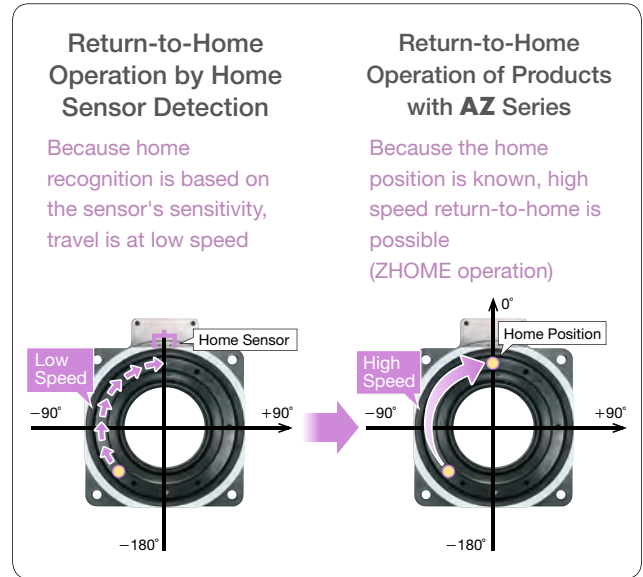 Return-to-Home
Operation by Home
Sensor Detection
Because home
recognition is based on
the sensor's sensitivity,
travel is at low speed
Home Sensor
Low
Speed
−90˚
+90˚
−180˚
Return-to-Home
Operation of Products
with AZ Series
Because the home
position is known, high
speed return-to-home is
possible
(ZHOME operation)
0˚
Home Position
High
Speed
−90˚
+90˚
−180˚